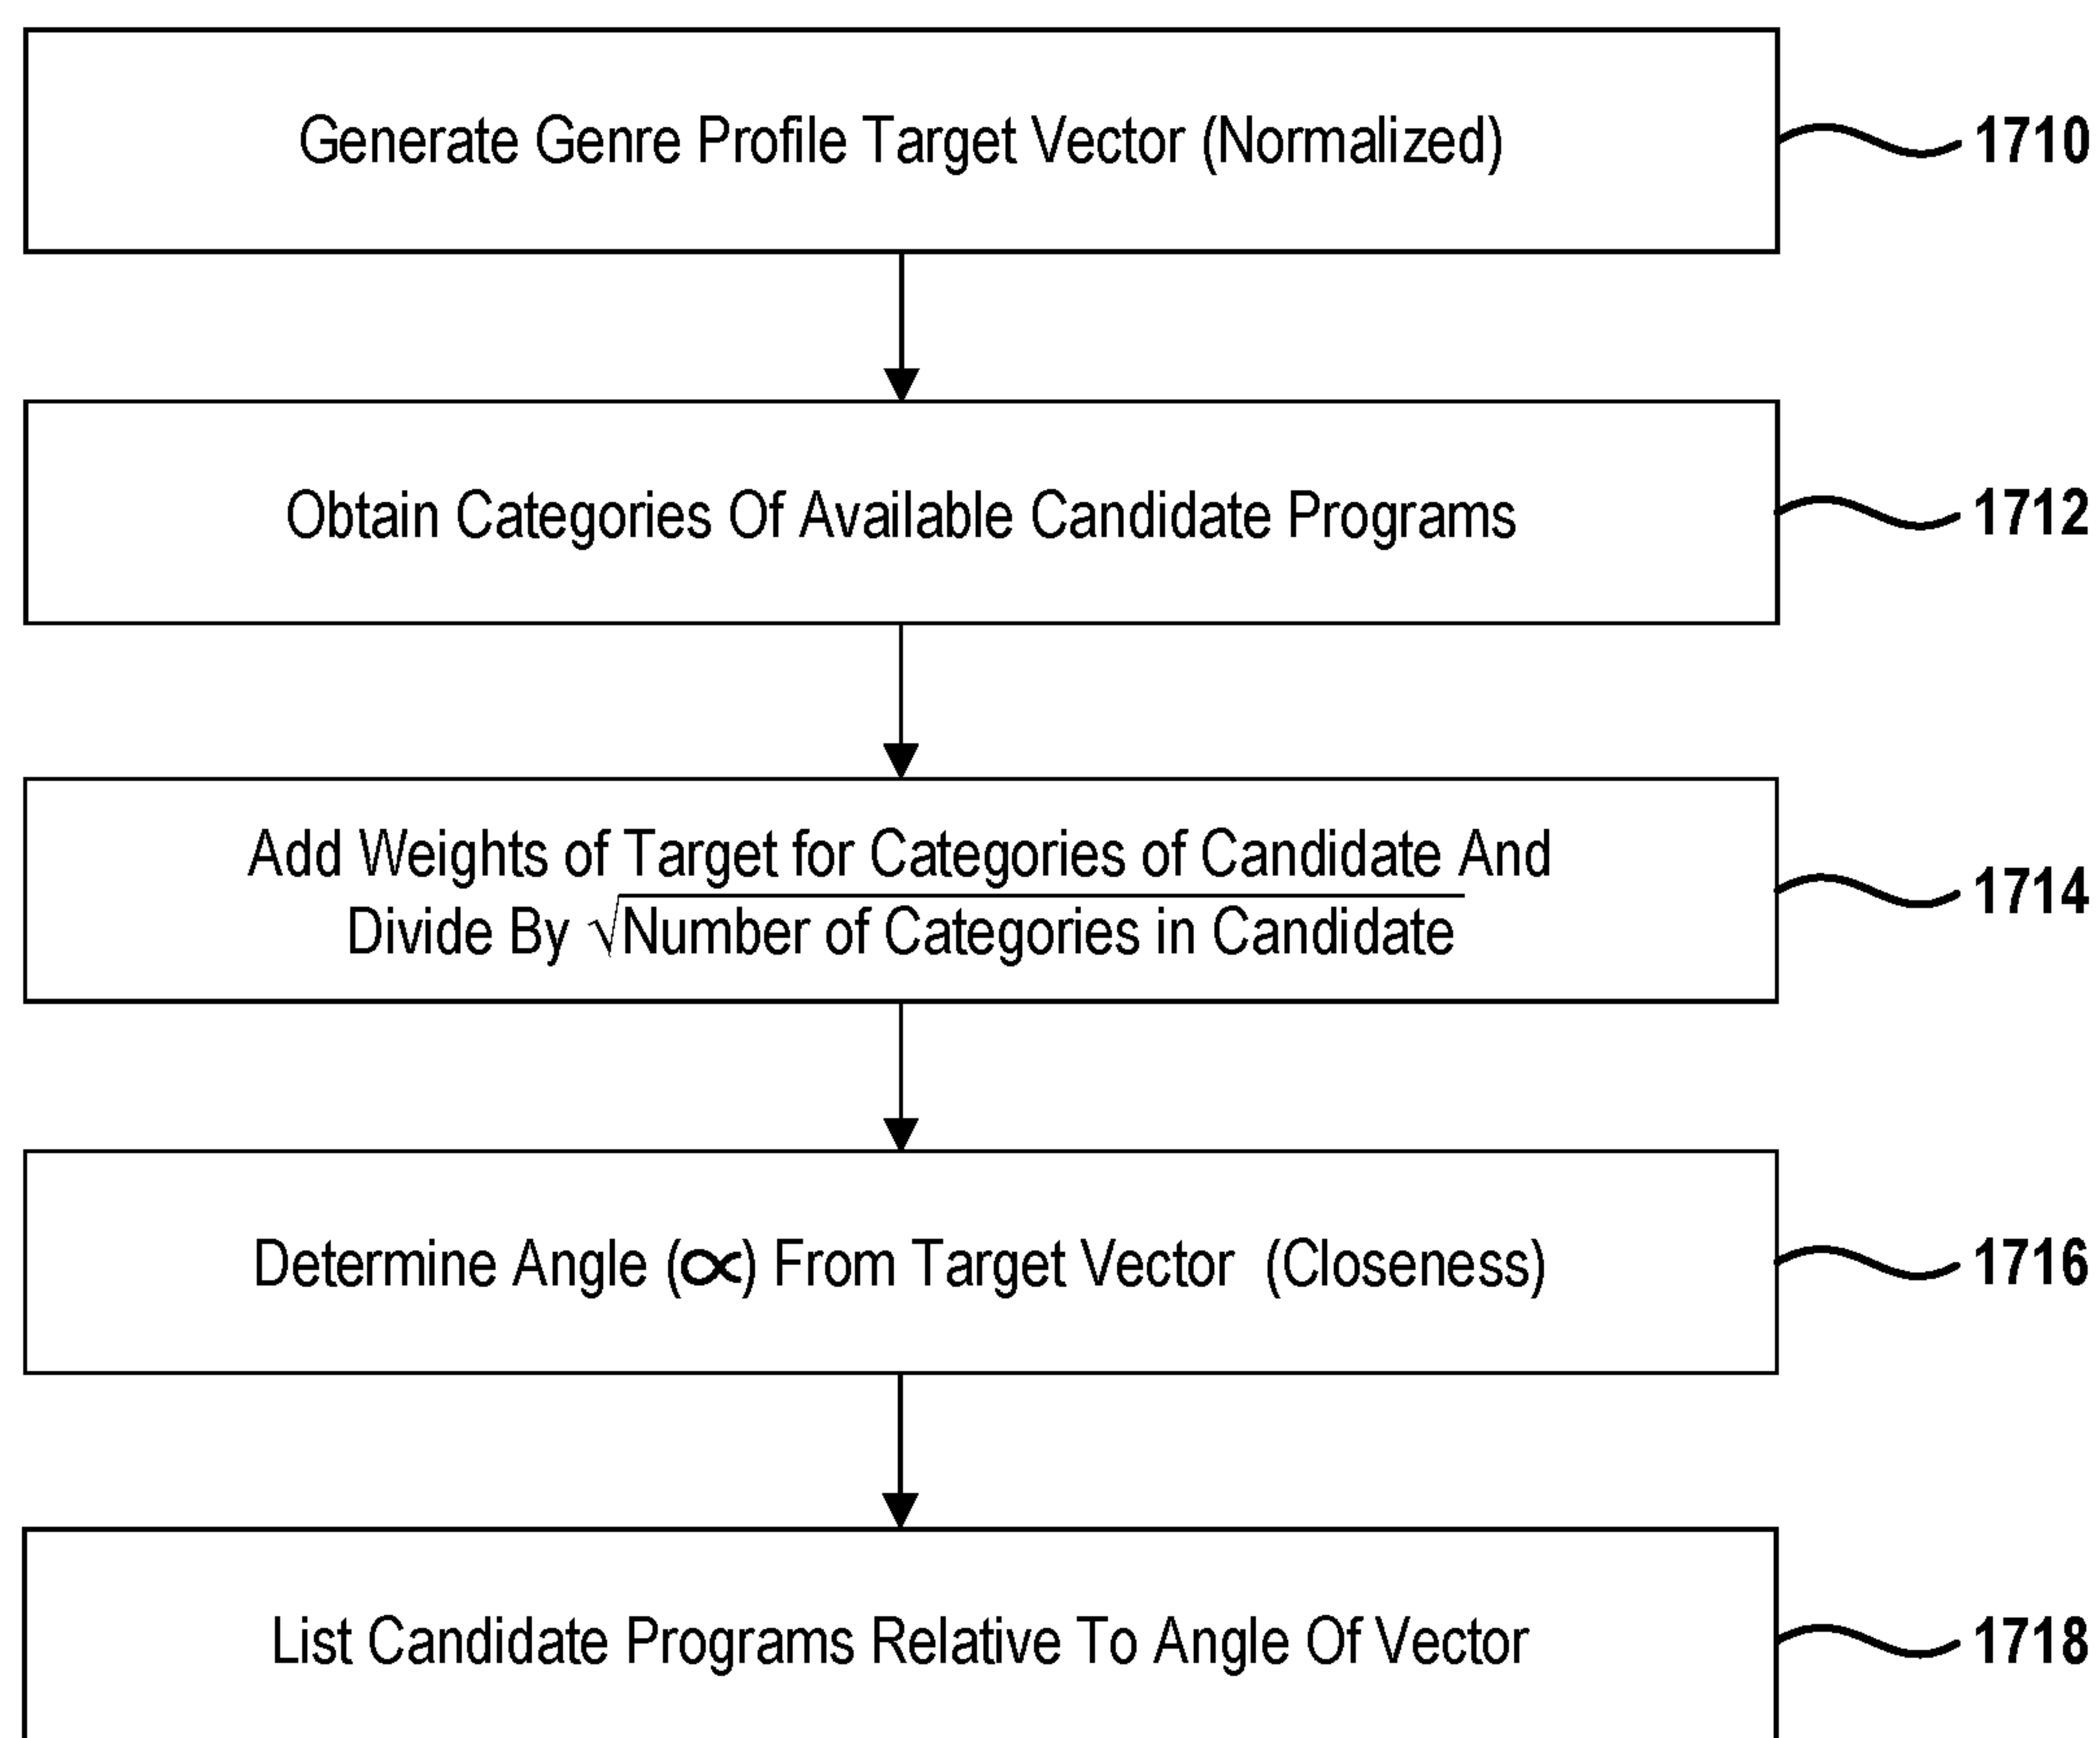 Generate Genre Profile Target Vector (Normalized)
1710
Obtain Categories Of Available Candidate Programs
1712
Add Weights of Target for Categories of Candidate And
Divide By √Number of Categories in Candidate
1714
Determine Angle (∝) From Target Vector (Closeness)
1716
List Candidate Programs Relative To Angle Of Vector
1718